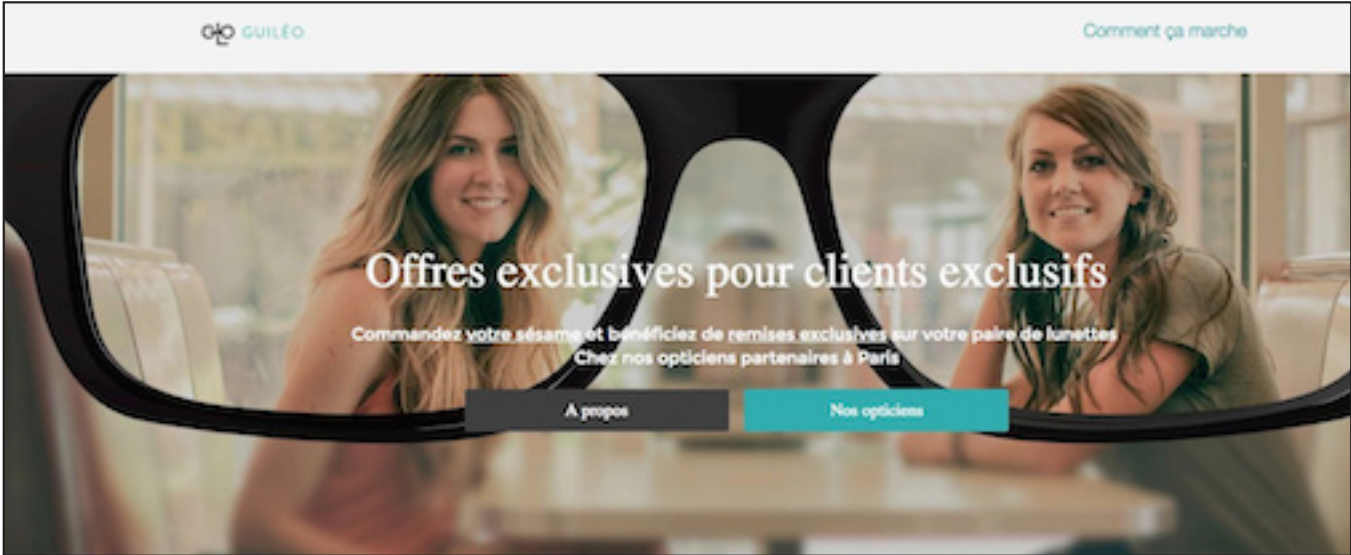 GLO GUILÉO
Comment ça marche
Offres exclusives pour clients exclusifs
Commandez votre sésame et bénéficiez de remises exclusives sur votre paire de lunettes
Chez nos opticiens partenaires à Paris
A propos
Nos opticiens